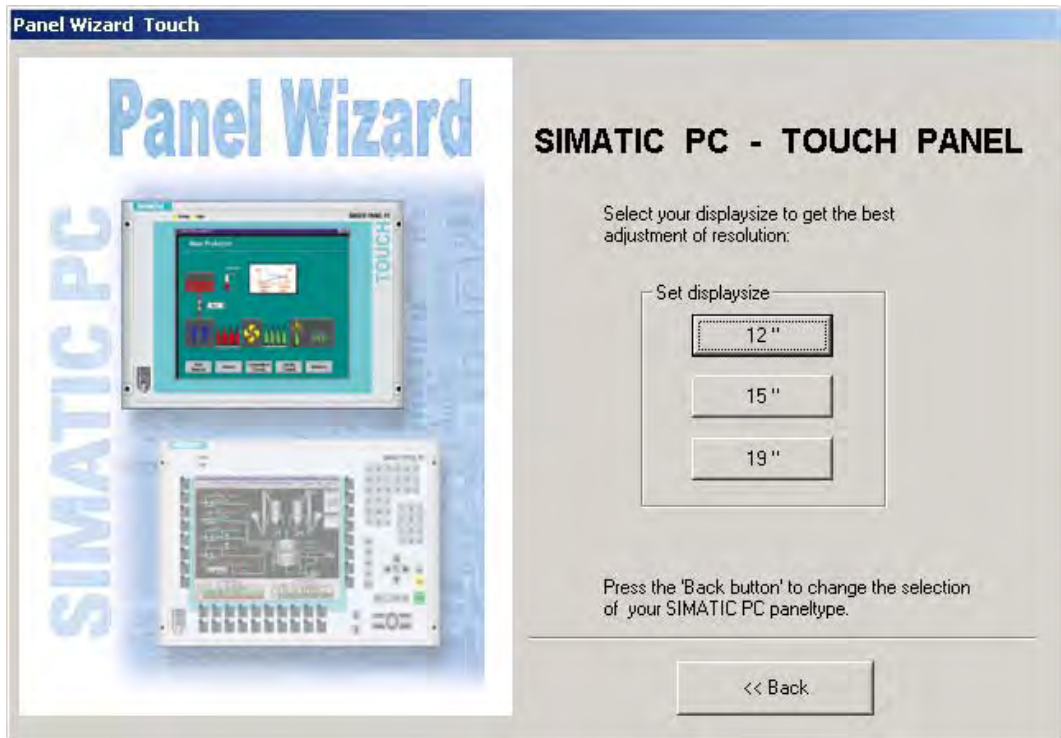 Panel Wizard Touch
Panel Wizard
SIMATIC PC
TOUCH
SIMATIC PC - TOUCH PANEL
Select your displaysize to get the best
adjustment of resolution:
Set displaysize
12 "
15 "
19 "
Press the 'Back button' to change the selection
of your SIMATIC PC paneltype.
<< Back